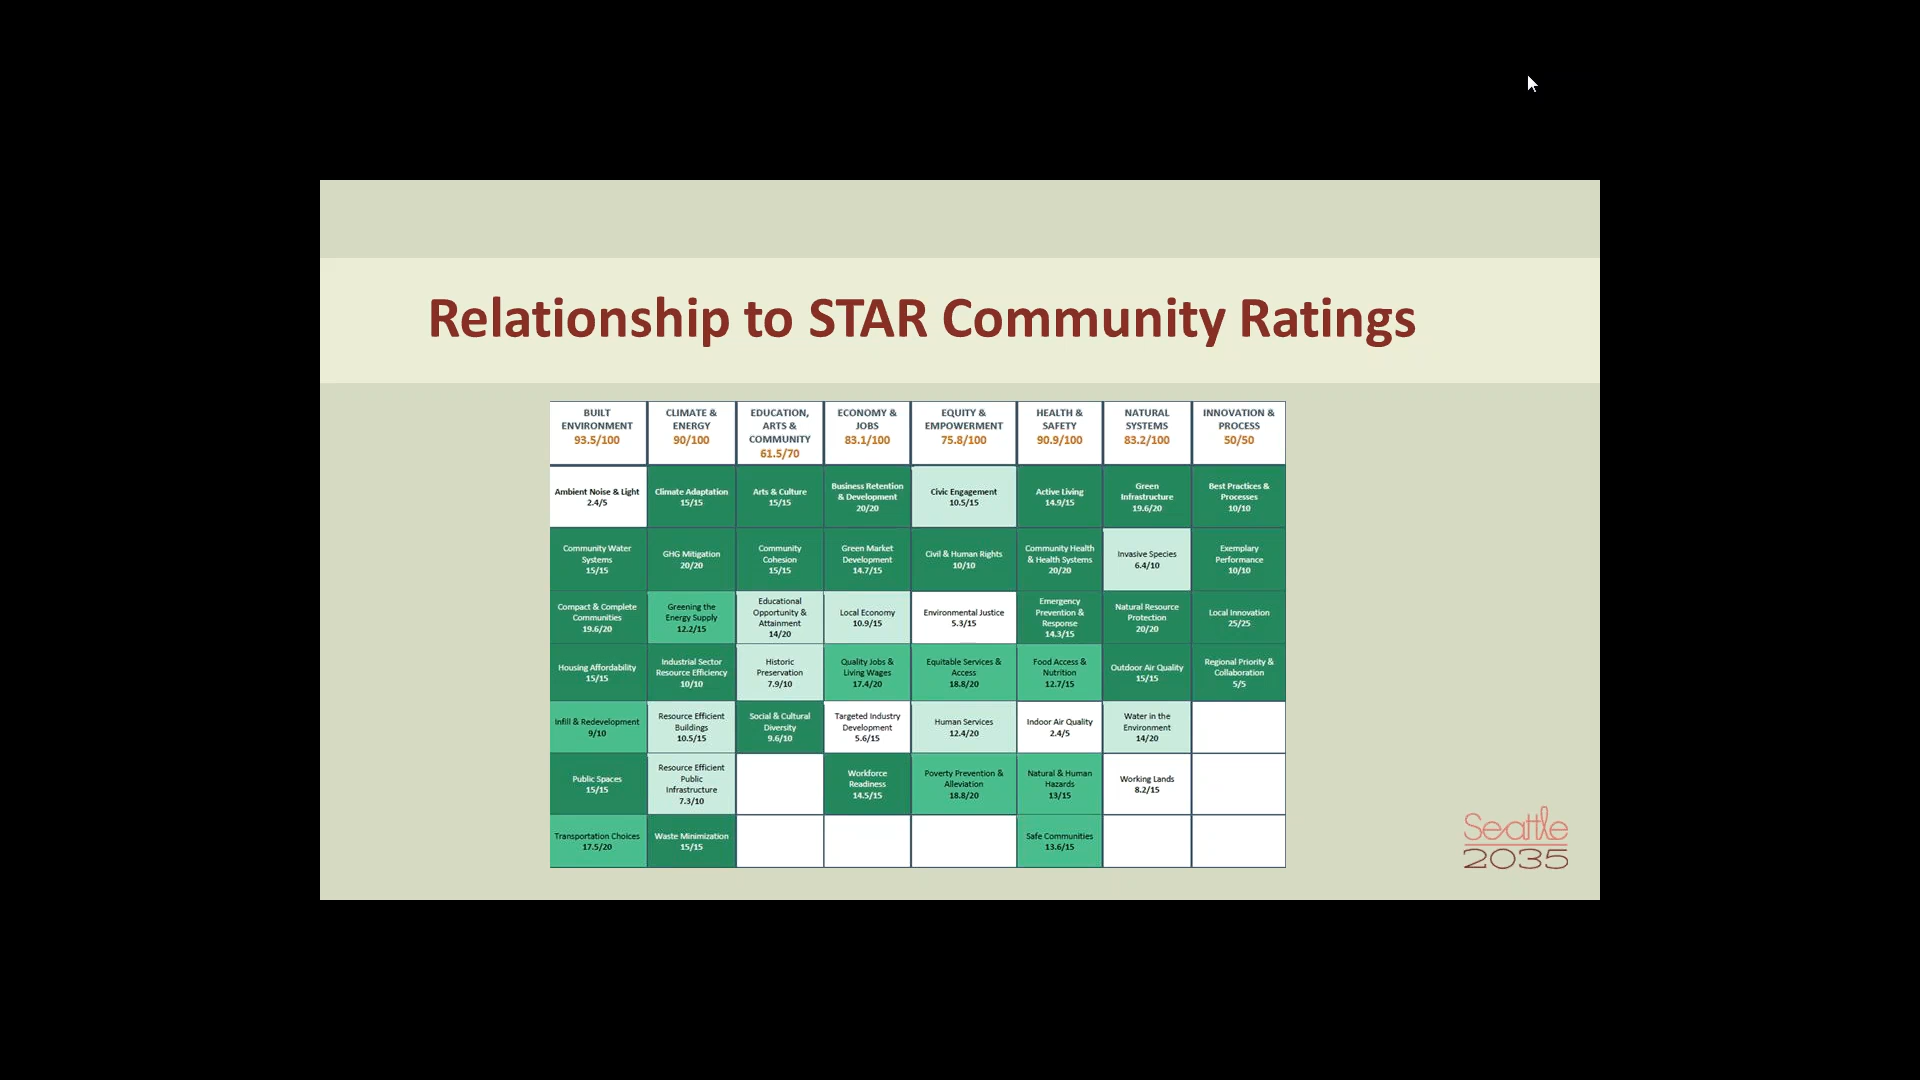 Relationship to STAR Community Ratings
BUILT
ENVIRONMENT
93.5/100
CLIMATE &
ENERGY
90/100
EDUCATION,
ARTS &
COMMUNITY
61.5/70
ECONOMY &
JOBS
83.1/100
EQUITY &
EMPOWERMENT
75.8/100
HEALTH &
SAFETY
90.9/100
NATURAL
SYSTEMS
83.2/100
INNOVATION &
PROCESS
50/50
Ambient Noise & Light
2.4/5
Climate Adaptation
15/15
Arts & Culture
15/15
Business Retention
& Development
20/20
Civic Engagement
10.5/15
Active Living
14.9/15
Green
Infrastructure
19.6/20
Best Practices &
Processes
10/10
Community Water
Systems
15/15
GHG Mitigation
20/20
Community
Cohesion
15/15
Green Market
Development
14.7/15
Civil & Human Rights
10/10
Community Health
& Health Systems
20/20
Invasive Species
6.4/10
Exemplary
Performance
10/10
Compact & Complete
Communities
19.6/20
Greening the
Energy Supply
12.2/15
Educational
Opportunity &
Attainment
14/20
Local Economy
10.9/15
Environmental Justice
5.3/15
Emergency
Prevention &
Response
14.3/15
Natural Resource
Protection
20/20
Local Innovation
25/25
Housing Affordability
15/15
Industrial Sector
Resource Efficiency
10/10
Historic
Preservation
7.9/10
Quality Jobs &
Living Wages
17.4/20
Equitable Services &
Access
18.8/20
Food Access &
Nutrition
12.7/15
Outdoor Air Quality
15/15
Regional Priority &
Collaboration
5/5
Infill & Redevelopment
9/10
Resource Efficient
Buildings
10.5/15
Social & Cultural
Diversity
9.6/10
Targeted Industry
Development
5.6/15
Human Services
12.4/20
Indoor Air Quality
2.4/5
Water in the
Environment
14/20
Public Spaces
15/15
Resource Efficient
Public
Infrastructure
7.3/10
Workforce
Readiness
14.5/15
Poverty Prevention &
Alleviation
18.8/20
Natural & Human
Hazards
13/15
Working Lands
8.2/15
Transportation Choices
17.5/20
Waste Minimization
15/15
Safe Communities
13.6/15
Seattle
2035